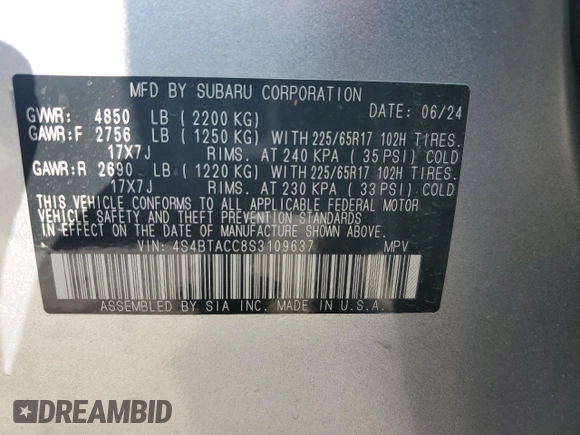 MFD BY SUBARU CORPORATION
GVWR: 4850 LB ( 2200 KG) DATE: 06/24
GAWR:F 2756 LB ( 1250 KG) WITH 225/65R17 102H TIRES.
17X7J RIMS. AT 240 KPA ( 35 PSI) COLD
GAWR:R 2690 LB ( 1220 KG) WITH 225/65R17 102H TIRES.
17X7J RIMS. AT 230 KPA ( 33 PSI) COLD
THIS VEHICLE CONFORMS TO ALL APPLICABLE FEDERAL MOTOR
VEHICLE SAFETY AND THEFT PREVENTION STANDARDS
IN EFFECT ON THE DATE OF MANUFACTURE SHOWN ABOVE.
VIN: 4S4BTACC8S3109637 MPV
ASSEMBLED BY SIA INC. MADE IN U.S.A.
DREAMBID